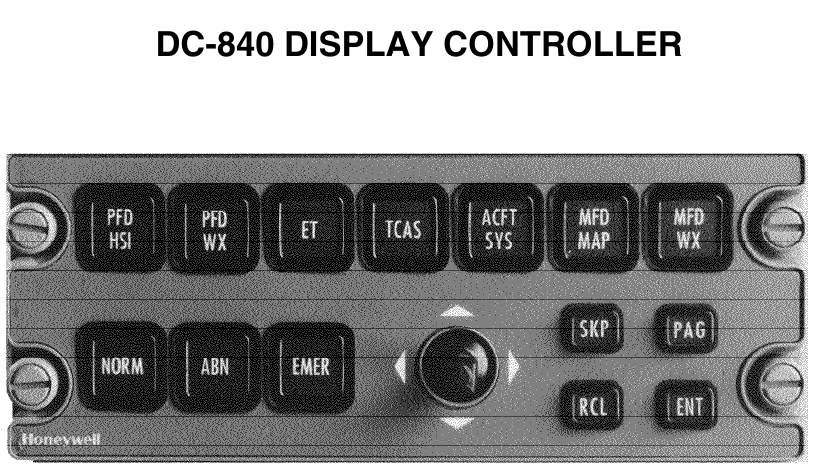 DC-840 DISPLAY CONTROLLER
PFD
HSI
PFD
WX
ET
TCAS
ACFT
SYS
MFD
MAP
MFD
WX
NORM
ABN
EMER
SKP
PAG
RCL
ENT
Honeywell